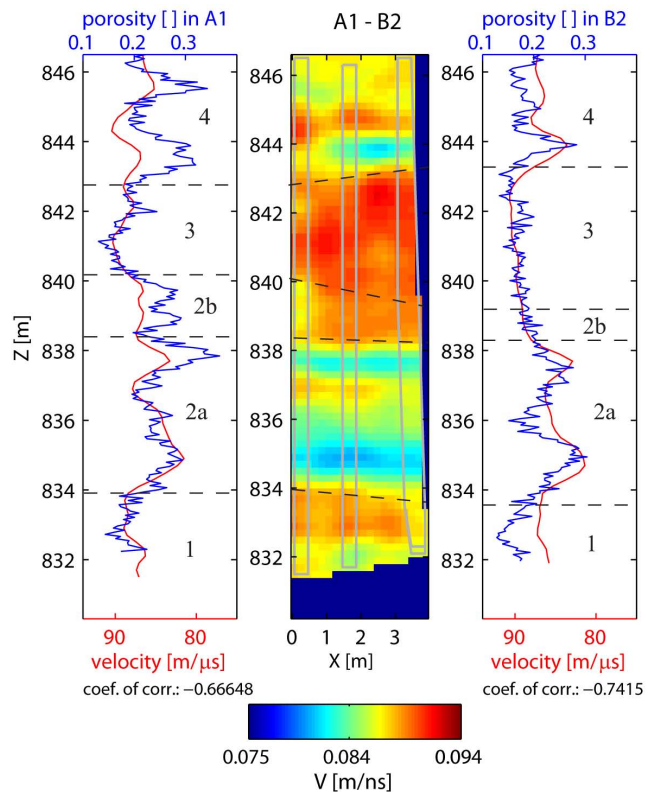 porosity [ ] in A1
0.1 0.2 0.3
A1 - B2
porosity [ ] in B2
0.1 0.2 0.3
846
844
842
840
838
836
834
832
Z [m]
4
3
2b
2a
1
90 80
velocity [m/μs]
coef. of corr.: −0.66648
846
844
842
840
838
836
834
832
0 1 2 3
X [m]
846
844
842
840
838
836
834
832
4
3
2b
2a
1
90 80
velocity [m/μs]
coef. of corr.: −0.7415
0.075 0.084 0.094
V [m/ns]